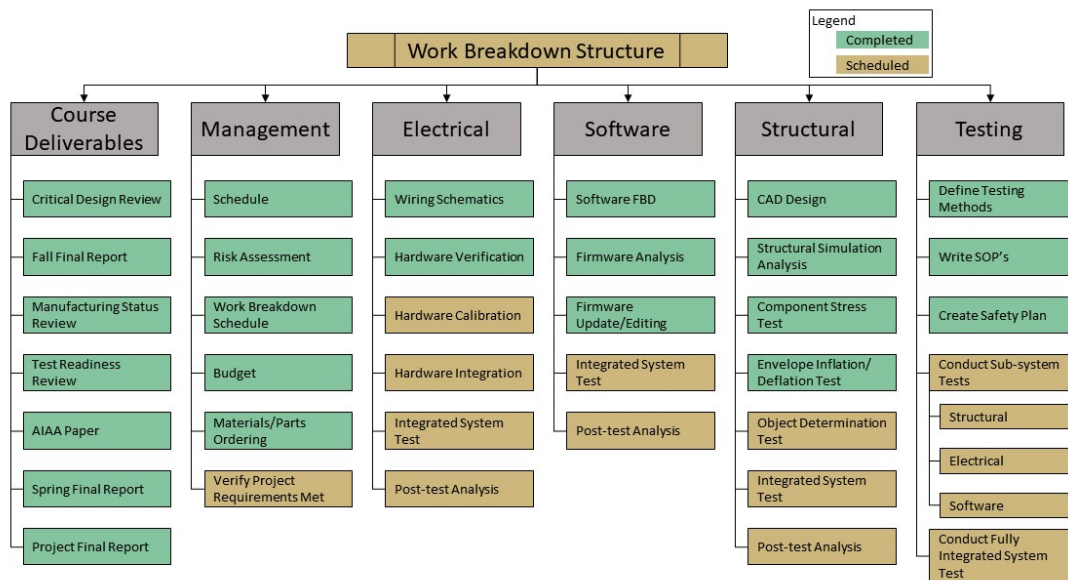 Legend
Completed
Scheduled
Work Breakdown Structure
Course
Deliverables
Critical Design Review
Fall Final Report
Manufacturing Status
Review
Test Readiness
Review
AIAA Paper
Spring Final Report
Project Final Report
Management
Schedule
Risk Assessment
Work Breakdown
Schedule
Budget
Materials/Parts
Ordering
Verify Project
Requirements Met
Electrical
Wiring Schematics
Hardware Verification
Hardware Calibration
Hardware Integration
Integrated System
Test
Post-test Analysis
Software
Software FBD
Firmware Analysis
Firmware
Update/Editing
Integrated System
Test
Post-test Analysis
Structural
CAD Design
Structural Simulation
Analysis
Component Stress
Test
Envelope Inflation/
Deflation Test
Object Determination
Test
Integrated System
Test
Post-test Analysis
Testing
Define Testing
Methods
Write SOP's
Create Safety Plan
Conduct Sub-system
Tests
Structural
Electrical
Software
Conduct Fully
Integrated System
Test